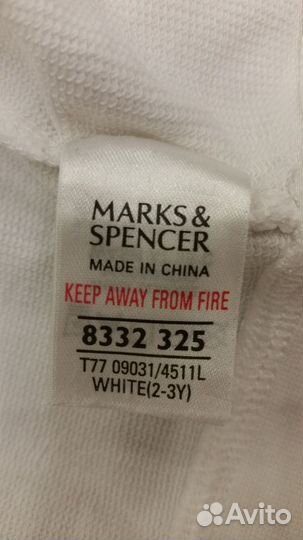 MARKS &
SPENCER
MADE IN CHINA
KEEP AWAY FROM FIRE
8332 325
T77 09031/4511L
WHITE(2-3Y)
Avito